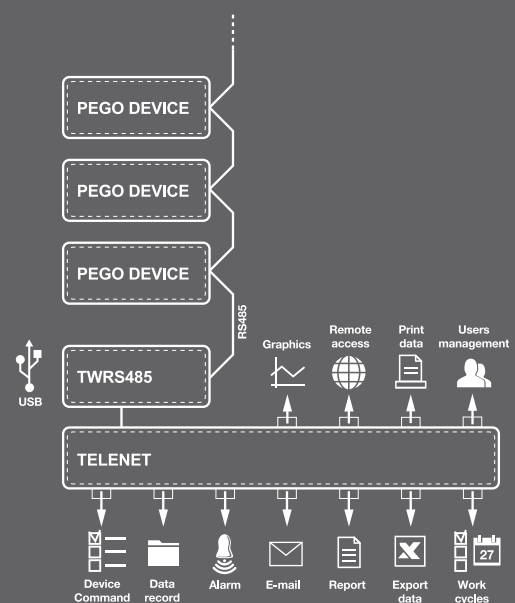 PEGO DEVICE
PEGO DEVICE
PEGO DEVICE
RS485
USB
TWRS485
Graphics
Remote
access
Print
data
Users
management
TELENET
27
Device
Command
Data
record
Alarm
E-mail
Report
Export
data
Work
cycles